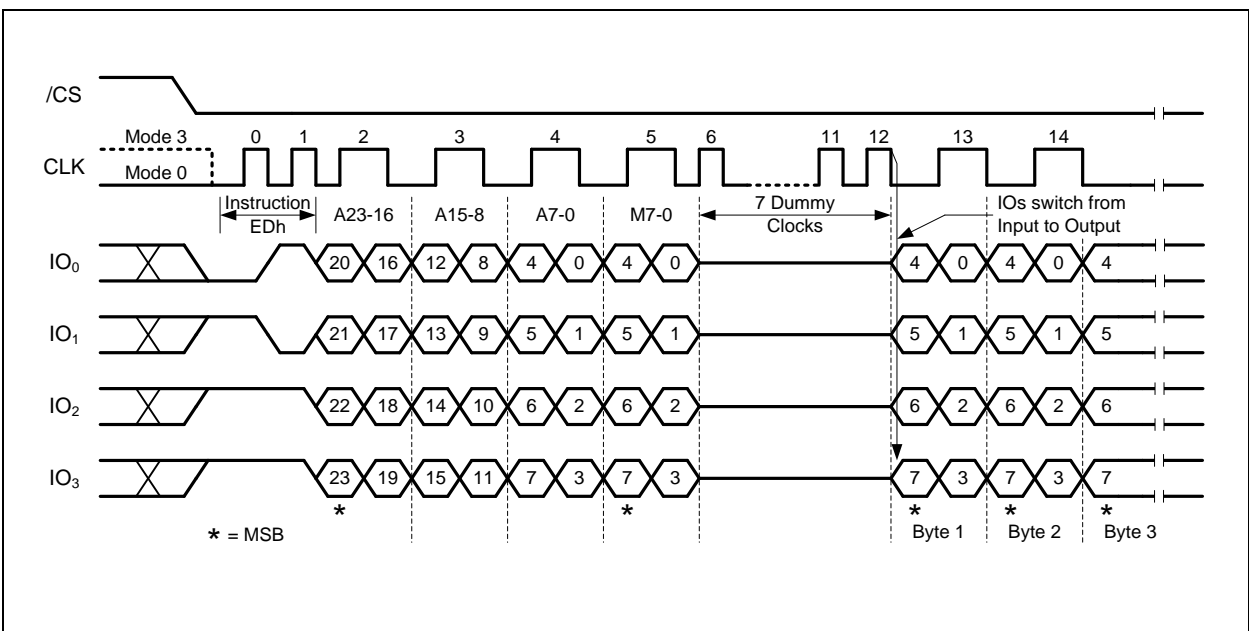 /CS
Mode 3 0 1 2 3 4 5 6 11 12 13 14
CLK
Mode 0
Instruction A23-16 A15-8 A7-0 M7-0 7 Dummy IOs switch from
EDh Clocks Input to Output
IO0 20 16 12 8 4 0 4 0 4 0 4 0 4
IO1 21 17 13 9 5 1 5 1 5 1 5 1 5
IO2 22 18 14 10 6 2 6 2 6 2 6 2 6
IO3 23 19 15 11 7 3 7 3 7 3 7 3 7
* * * * *
* = MSB Byte 1 Byte 2 Byte 3